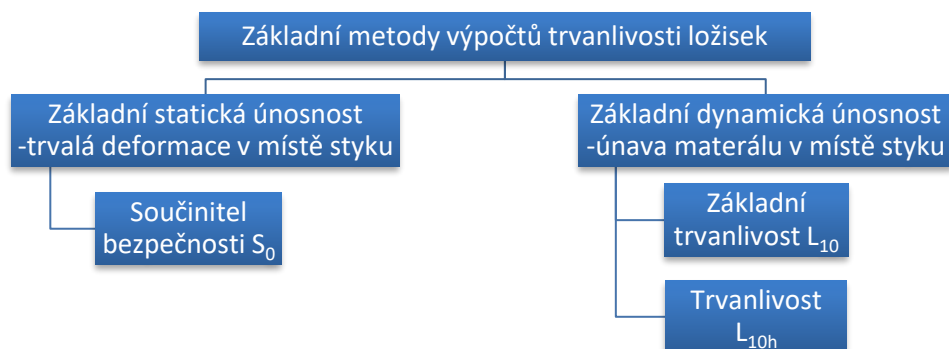 Základní metody výpočtů trvanlivosti ložisek
Základní statická únosnost
-trvalá deformace v místě styku
Základní dynamická únosnost
-únava materálu v místě styku
Součinitel
bezpečnosti S₀
Základní
trvanlivost L₁₀
Trvanlivost
L₁₀ₕ